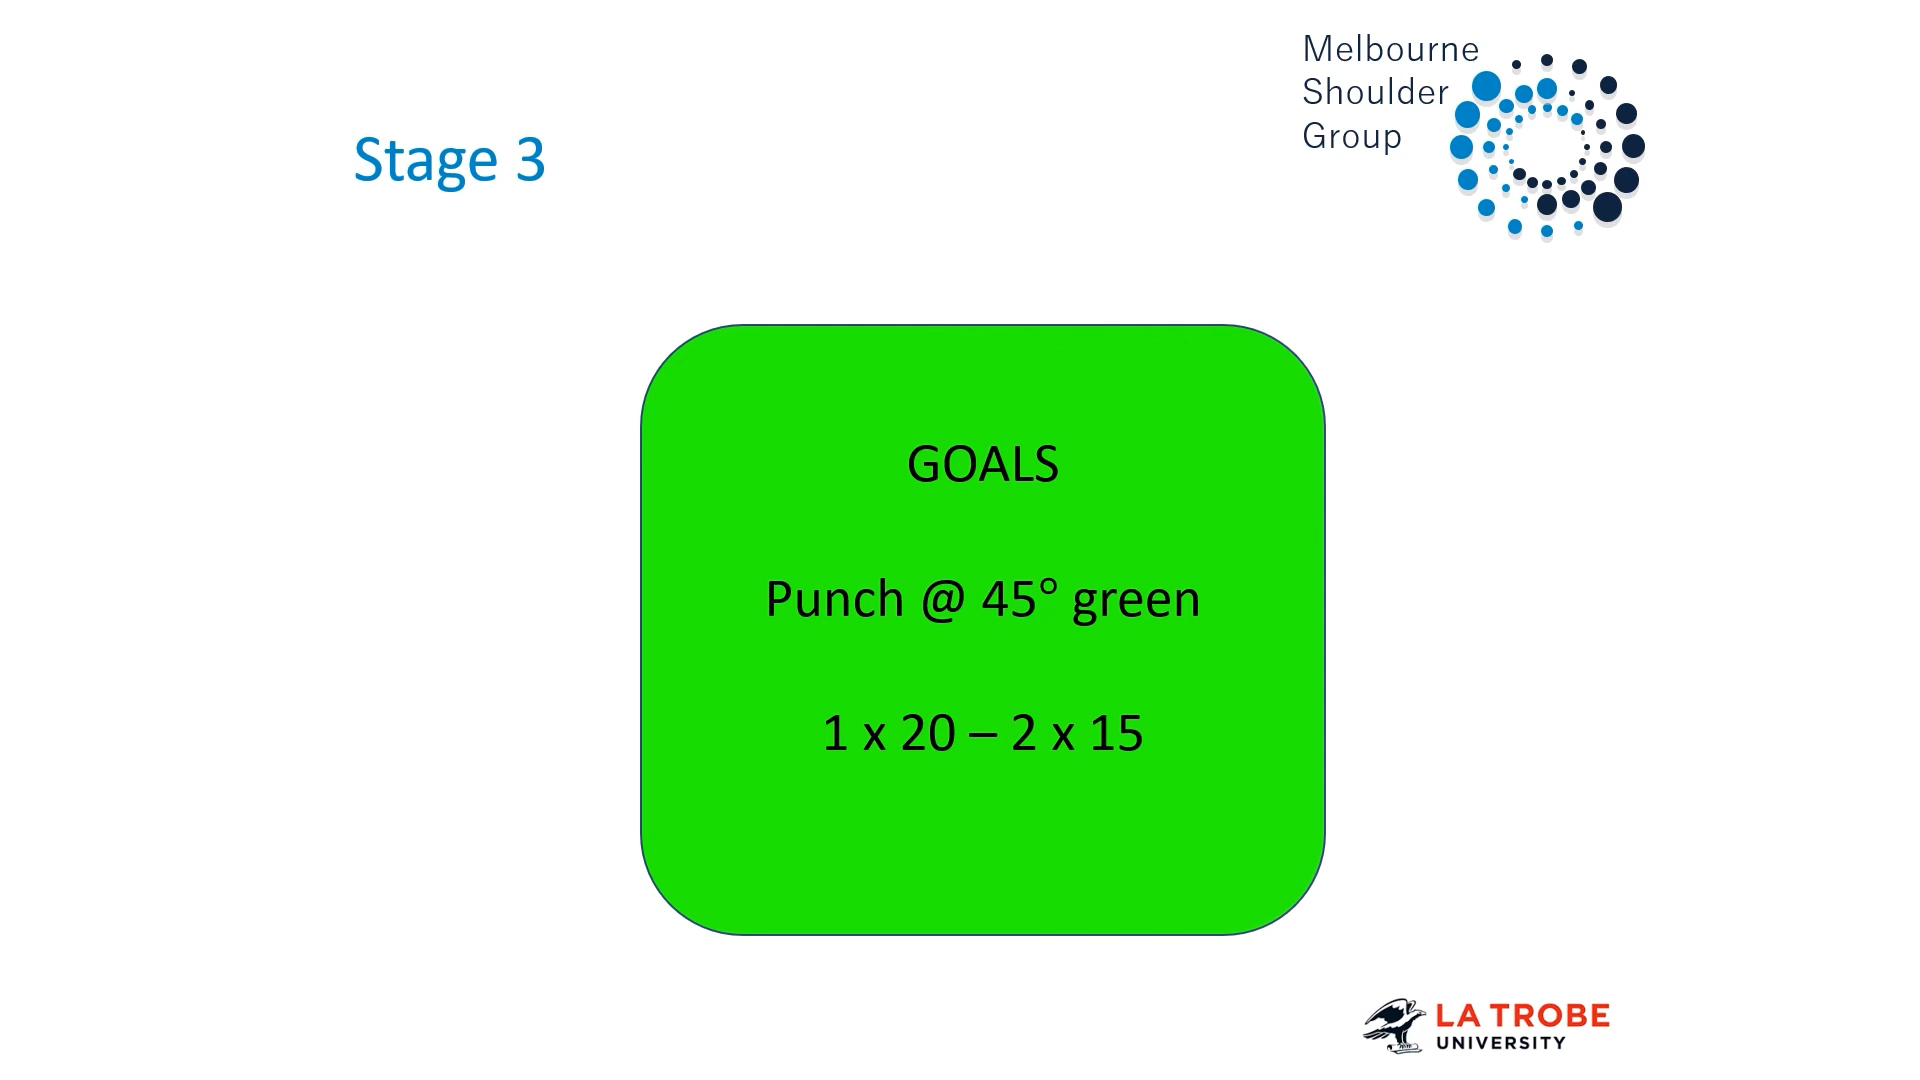 Melbourne
Shoulder
Group
Stage 3
GOALS
Punch @ 45° green
1 x 20 – 2 x 15
LA TROBE
UNIVERSITY